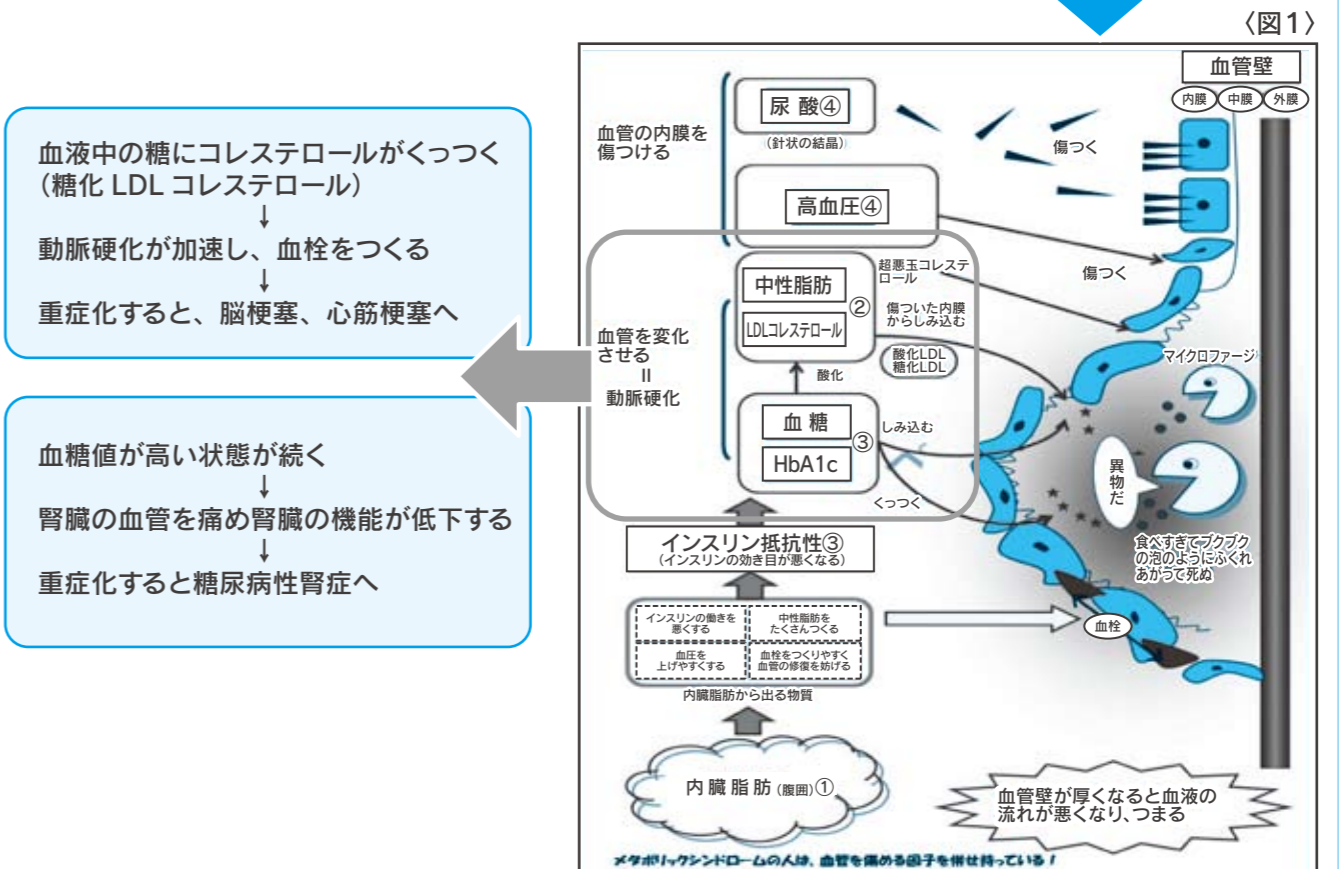 〈図1〉
血液中の糖にコレステロールがくっつく
(糖化 LDL コレステロール)
↓
動脈硬化が加速し、血栓をつくる
↓
重症化すると、脳梗塞、心筋梗塞へ
血糖値が高い状態が続く
↓
腎臓の血管を痛め腎臓の機能が低下する
↓
重症化すると糖尿病性腎症へ
血管壁
内膜
中膜
外膜
血管の内膜を
傷つける
尿 酸④
(針状の結晶)
傷つく
高血圧④
傷つく
血管を変化
させる
||
動脈硬化
中性脂肪
LDLコレステロール
②
超悪玉コレステ
ロール
傷ついた内膜
からしみ込む
酸化LDL
糖化LDL
酸化
血 糖
HbA1c
③
しみ込む
くっつく
マイクロファージ
異物だ
食べすぎてブクブク
の泡のようにふくれ
あがって死ぬ
血栓
インスリン抵抗性③
(インスリンの効き目が悪くなる)
インスリンの働きを
悪くする
中性脂肪を
たくさんつくる
血圧を
上げやすくする
血栓をつくりやすく
血管の修復を妨げる
内臓脂肪から出る物質
内 臓 脂 肪 (腹囲)①
血管壁が厚くなると血液の
流れが悪くなり、つまる
メタボリックシンドロームの人は、血管を痛める因子を併せ持っている!